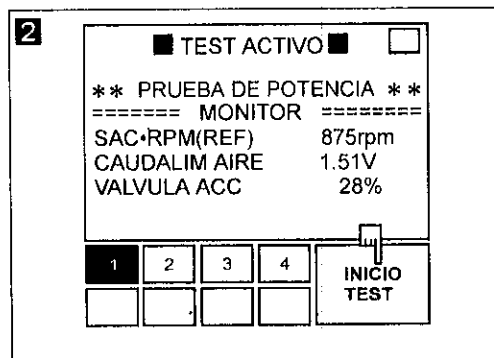 2
■ TEST ACTIVO ■
** PRUEBA DE POTENCIA **
======= MONITOR ========
SAC•RPM(REF) 875rpm
CAUDALIM AIRE 1.51V
VALVULA ACC 28%
1 2 3 4 INICIO TEST